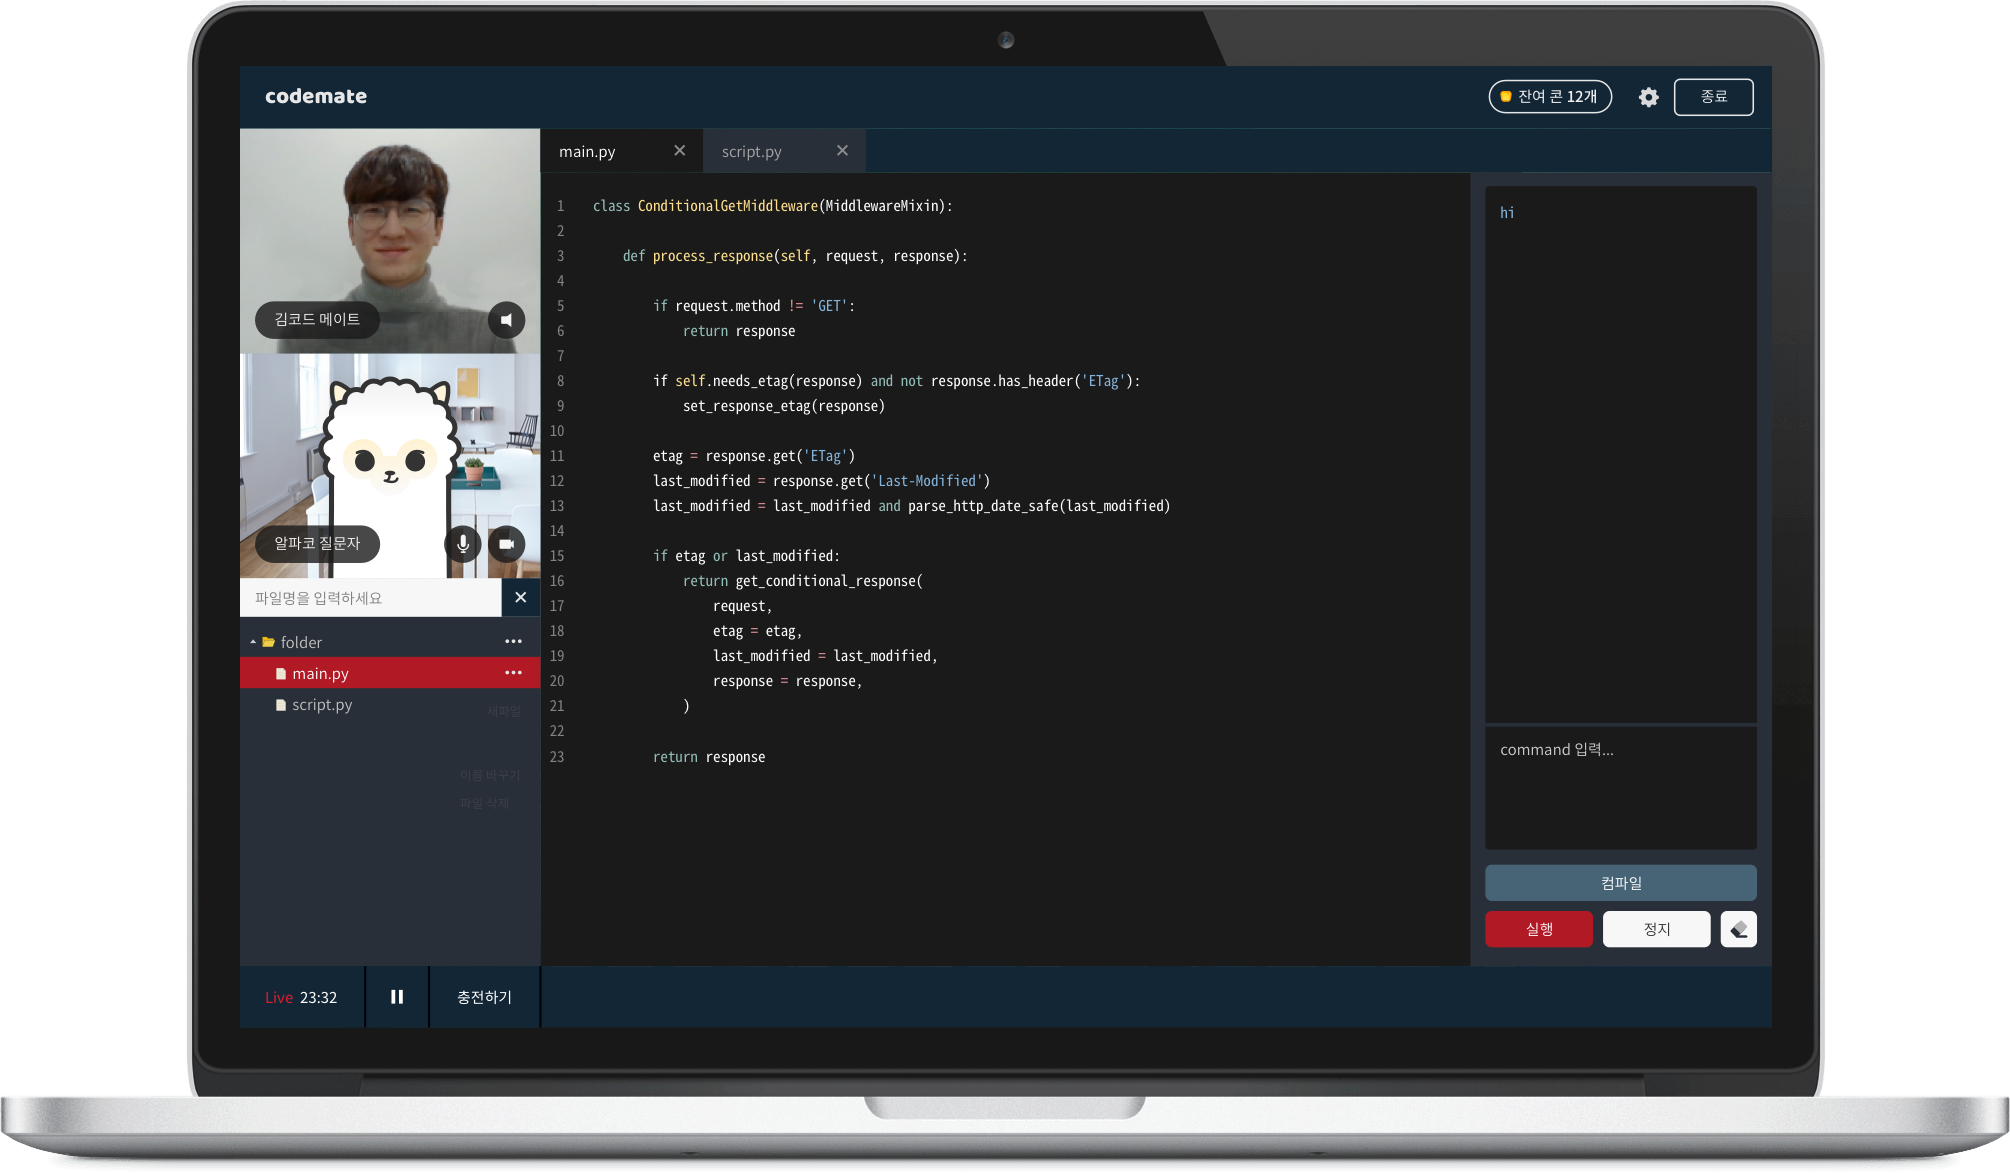 codemate
잔여 콘 12개
종료
김코드 메이트
알파코 질문자
파일명을 입력하세요
folder
main.py
script.py
새파일
이름 바꾸기
파일 삭제
Live 23:32
충전하기
main.py
script.py
1 class ConditionalGetMiddleware(MiddlewareMixin):
2
3 def process_response(self, request, response):
4
5 if request.method != 'GET':
6 return response
7
8 if self.needs_etag(response) and not response.has_header('ETag'):
9 set_response_etag(response)
10
11 etag = response.get('ETag')
12 last_modified = response.get('Last-Modified')
13 last_modified = last_modified and parse_http_date_safe(last_modified)
14
15 if etag or last_modified:
16 return get_conditional_response(
17 request,
18 etag = etag,
19 last_modified = last_modified,
20 response = response,
21 )
22
23 return response
hi
command 입력...
컴파일
실행
정지